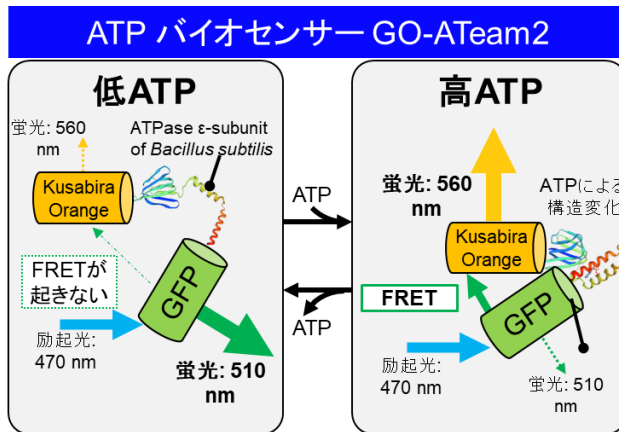 ATP バイオセンサー GO-ATeam2
低ATP
蛍光: 560
nm
ATPase ε-subunit
of Bacillus subtilis
Kusabira
Orange
FRETが
起きない
GFP
励起光:
470 nm
蛍光: 510
nm
ATP
ATP
高ATP
蛍光: 560
nm
ATPによる
構造変化
Kusabira
Orange
FRET
GFP
励起光:
470 nm
蛍光: 510
nm